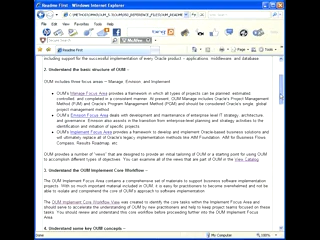 Readme First - Windows Internet Explorer
Readme First
including support for the successful implementation of every Oracle product - applications, middleware, and database.
2. Understand the basic structure of OUM -
OUM includes three focus areas – Manage, Envision, and Implement.
• OUM's Manage Focus Area provides a framework in which all types of projects can be planned, estimated,
controlled, and completed in a consistent manner. At present, OUM Manage includes Oracle's Project Management
Method (PJM) and Oracle's Program Management Method (PGM) and should be considered Oracle's single, global
project management method.
• OUM's Envision Focus Area deals with development and maintenance of enterprise level IT strategy, architecture,
and governance. Envision also assists in the transition from enterprise-level planning and strategy activities to the
identification and initiation of specific projects.
• OUM's Implement Focus Area provides a framework to develop and implement Oracle-based business solutions and
will ultimately replace all of Oracle's legacy implementation methods like AIM Foundation, AIM for Business Flows,
Compass, Results Roadmap, etc.
OUM provides a number of "views" that are designed to provide an initial tailoring of OUM or a starting point for using OUM
to accomplish different types of objectives. You can examine all of the views that are part of OUM in the View Catalog.
3. Understand the OUM Implement Core Workflow -
The OUM Implement Focus Area contains a comprehensive set of materials to support business software implementation
projects. With so much important material included in OUM, it is easy for practitioners to become overwhelmed and not be
able to isolate and comprehend the core of OUM's approach to software implementation.
The OUM Implement Core Workflow View was created to identify the core tasks within the Implement Focus Area and
should serve to accelerate the understanding of OUM by new practitioners and help to keep project teams focused on these
tasks. You should review and understand this core workflow before proceeding further into the OUM Implement Focus
Area.
4. Understand some key OUM concepts –
My Computer